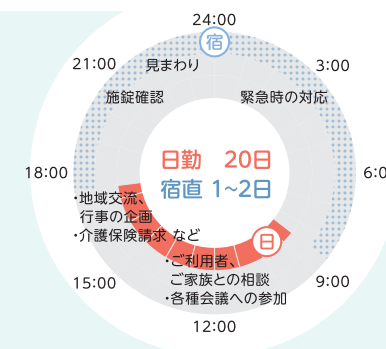 24:00
宿
21:00
見まわり
3:00
施錠確認
緊急時の対応
日勤　20日
18:00
6:0
宿直 1~2日
・地域交流、
行事の企画
・介護保険請求 など
日
・ご利用者、
ご家族との相談
15:00
9:00
・各種会議への参加
12:00